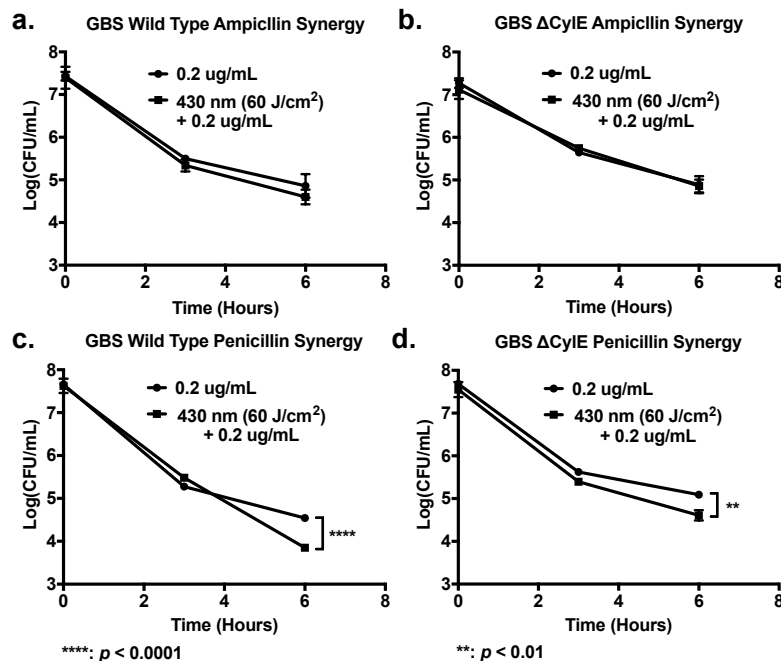 a.
GBS Wild Type Ampicillin Synergy
Log(CFU/mL)
8
7
6
5
4
3
0.2 ug/mL
430 nm (60 J/cm²)
+ 0.2 ug/mL
0 2 4 6 8
Time (Hours)
b.
GBS ΔCylE Ampicllin Synergy
Log(CFU/mL)
8
7
6
5
4
3
0.2 ug/mL
430 nm (60 J/cm²)
+ 0.2 ug/mL
0 2 4 6 8
Time (Hours)
c.
GBS Wild Type Penicillin Synergy
Log(CFU/mL)
8
7
6
5
4
3
0.2 ug/mL
430 nm (60 J/cm²)
+ 0.2 ug/mL
****
0 2 4 6 8
Time (Hours)
****: p < 0.0001
d.
GBS ΔCylE Penicillin Synergy
Log(CFU/mL)
8
7
6
5
4
3
0.2 ug/mL
430 nm (60 J/cm²)
+ 0.2 ug/mL
**
0 2 4 6 8
Time (Hours)
**: p < 0.01